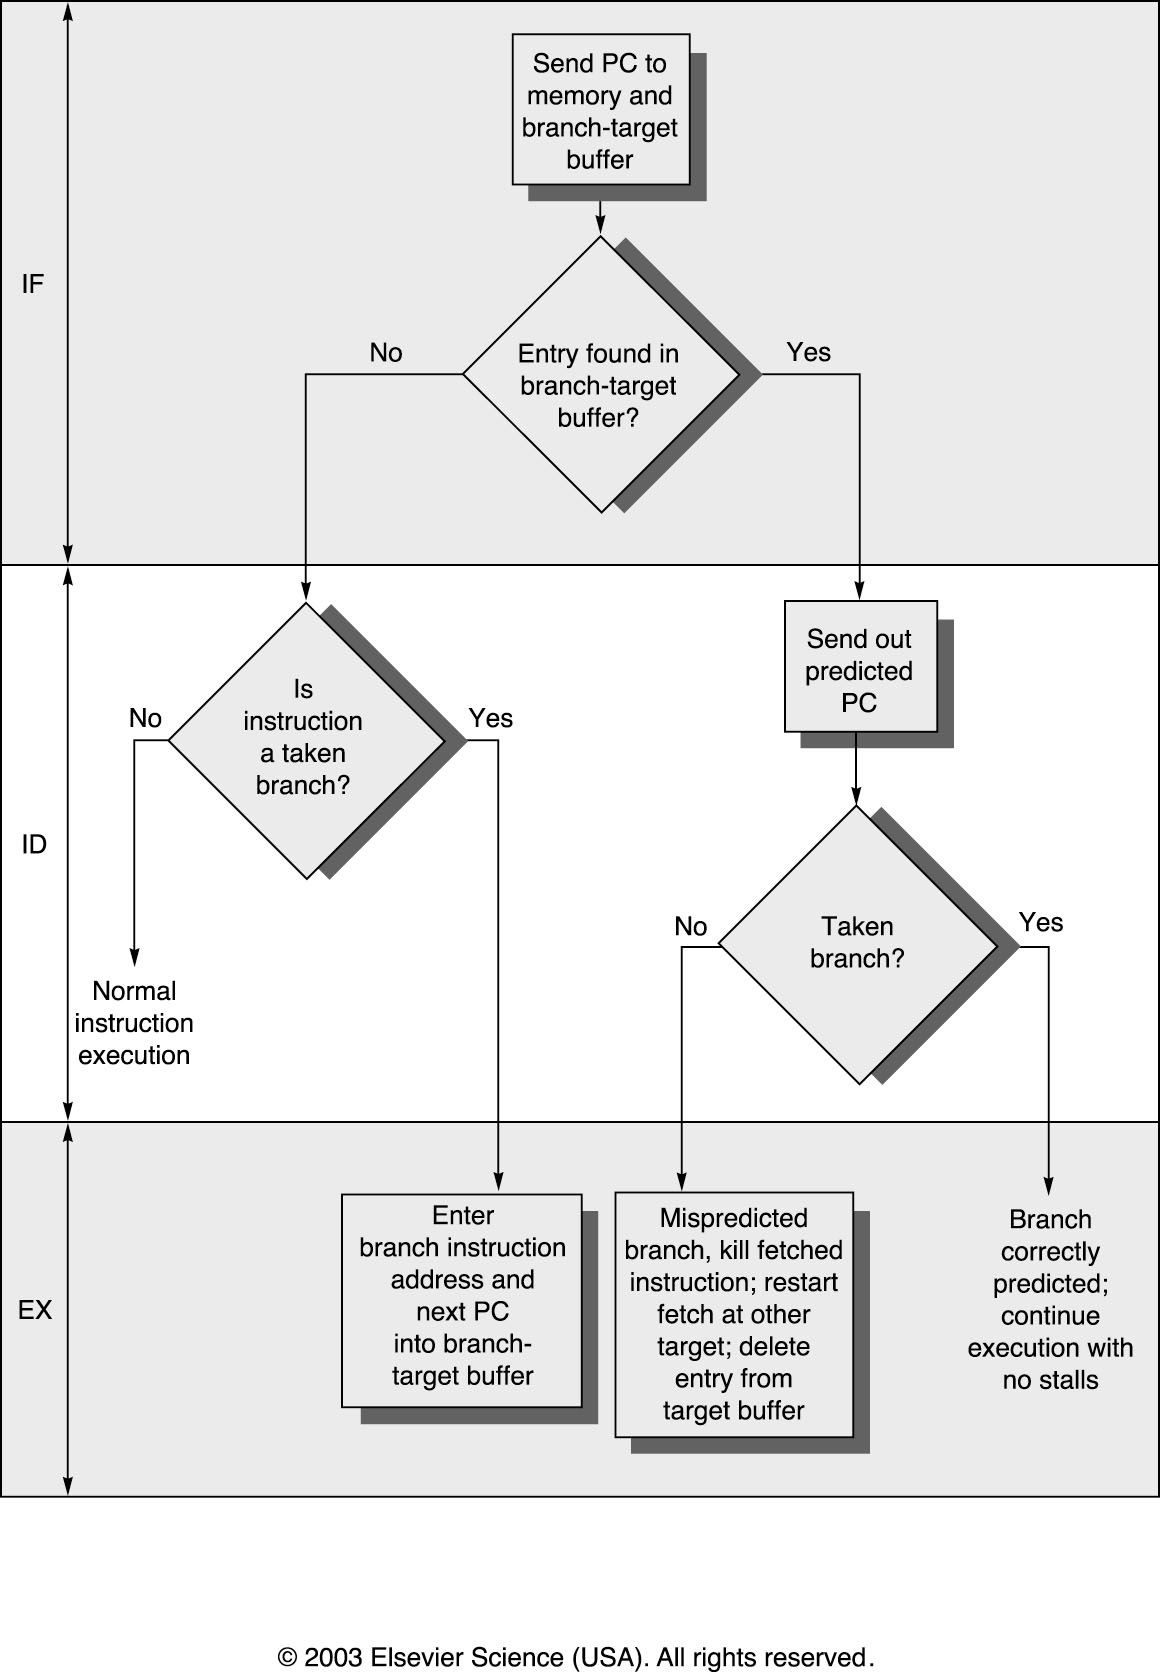 Send PC to
memory and
branch-target
buffer
IF
No
Entry found in
branch-target
buffer?
Yes
Is
instruction
a taken
branch?
No
Yes
Send out
predicted
PC
ID
No
Taken
branch?
Yes
Normal
instruction
execution
EX
Enter
branch instruction
address and
next PC
into branch-
target buffer
Mispredicted
branch, kill fetched
instruction; restart
fetch at other
target; delete
entry from
target buffer
Branch
correctly
predicted;
continue
execution with
no stalls
© 2003 Elsevier Science (USA). All rights reserved.